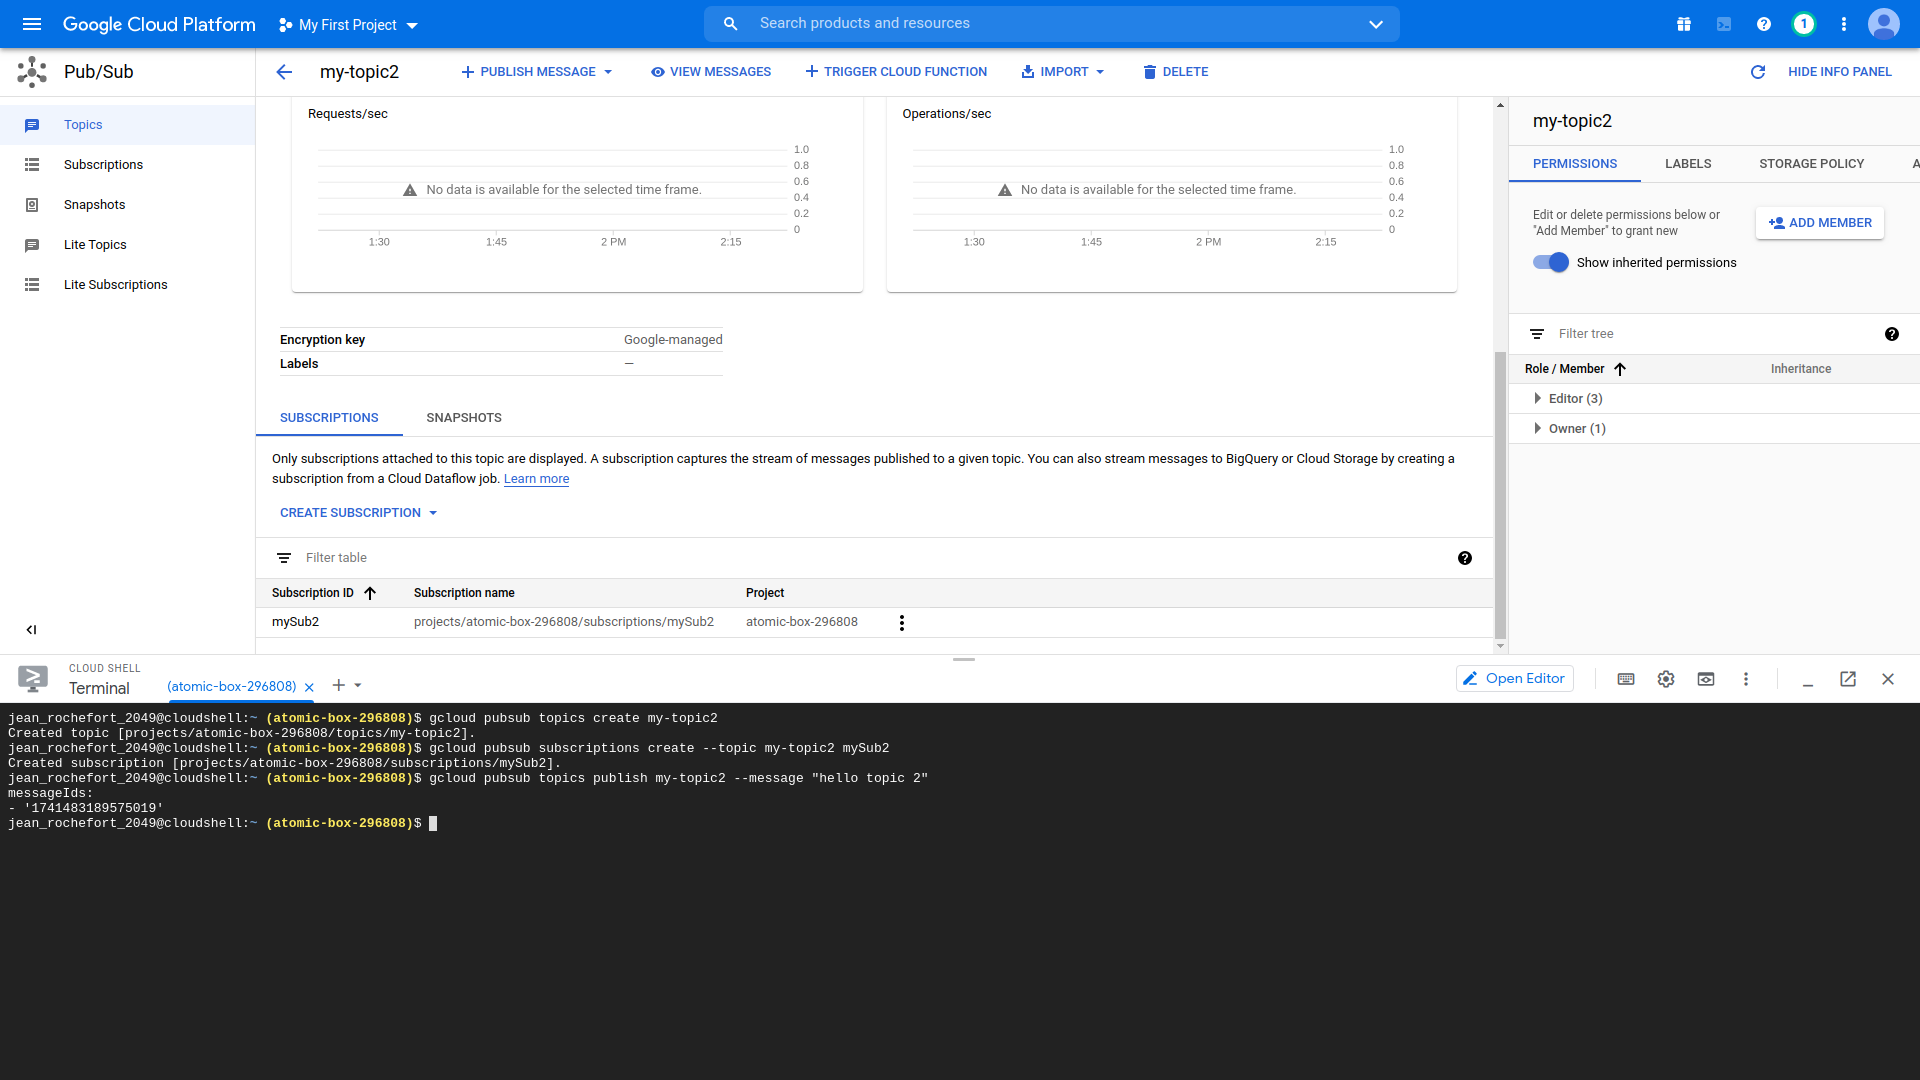 Google Cloud Platform
My First Project
Search products and resources
1
Pub/Sub
my-topic2
PUBLISH MESSAGE
VIEW MESSAGES
TRIGGER CLOUD FUNCTION
IMPORT
DELETE
HIDE INFO PANEL
Topics
Subscriptions
Snapshots
Lite Topics
Lite Subscriptions
Requests/sec
1.0
0.8
0.6
0.4
0.2
0
No data is available for the selected time frame.
1:30 1:45 2 PM 2:15
Operations/sec
1.0
0.8
0.6
0.4
0.2
0
No data is available for the selected time frame.
1:30 1:45 2 PM 2:15
Encryption key Google-managed
Labels —
SUBSCRIPTIONS SNAPSHOTS
Only subscriptions attached to this topic are displayed. A subscription captures the stream of messages published to a given topic. You can also stream messages to BigQuery or Cloud Storage by creating a
subscription from a Cloud Dataflow job. Learn more
CREATE SUBSCRIPTION
Filter table
Subscription ID Subscription name Project
mySub2 projects/atomic-box-296808/subscriptions/mySub2 atomic-box-296808
my-topic2
PERMISSIONS LABELS STORAGE POLICY A
Edit or delete permissions below or
"Add Member" to grant new
ADD MEMBER
Show inherited permissions
Filter tree
Role / Member Inheritance
Editor (3)
Owner (1)
CLOUD SHELL
Terminal
(atomic-box-296808)
Open Editor
jean_rochefort_2049@cloudshell:~ (atomic-box-296808)$ gcloud pubsub topics create my-topic2
Created topic [projects/atomic-box-296808/topics/my-topic2].
jean_rochefort_2049@cloudshell:~ (atomic-box-296808)$ gcloud pubsub subscriptions create --topic my-topic2 mySub2
Created subscription [projects/atomic-box-296808/subscriptions/mySub2].
jean_rochefort_2049@cloudshell:~ (atomic-box-296808)$ gcloud pubsub topics publish my-topic2 --message "hello topic 2"
messageIds:
- '1741483189575019'
jean_rochefort_2049@cloudshell:~ (atomic-box-296808)$